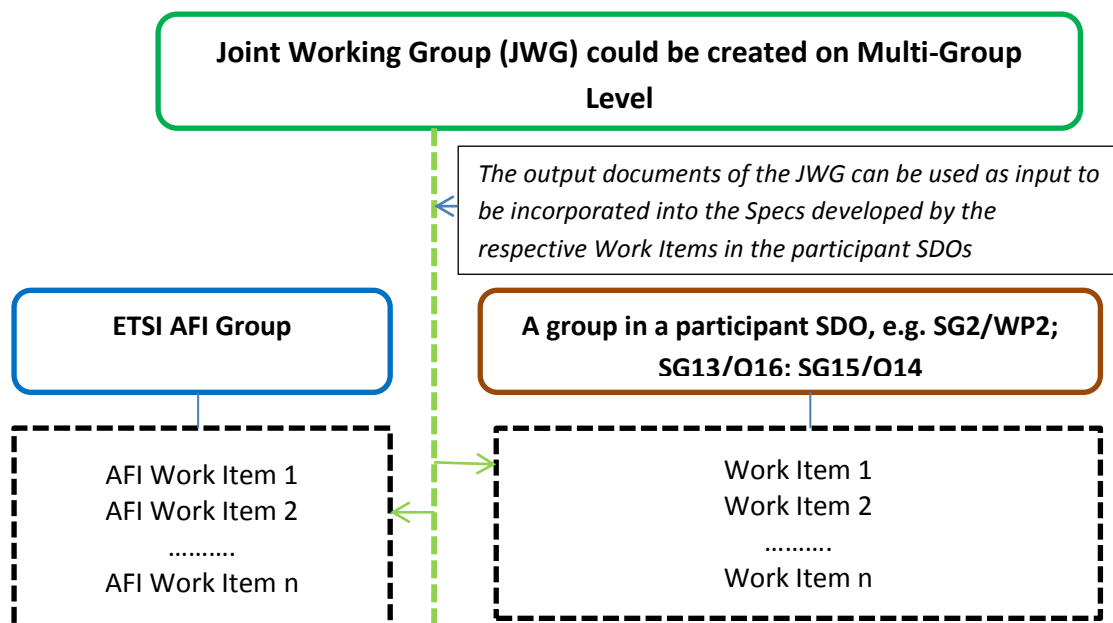 Joint Working Group (JWG) could be created on Multi-Group
Level
The output documents of the JWG can be used as input to
be incorporated into the Specs developed by the
respective Work Items in the participant SDOs
ETSI AFI Group
A group in a participant SDO, e.g. SG2/WP2;
SG13/Q16; SG15/Q14
AFI Work Item 1
AFI Work Item 2
……….
AFI Work Item n
Work Item 1
Work Item 2
……….
Work Item n